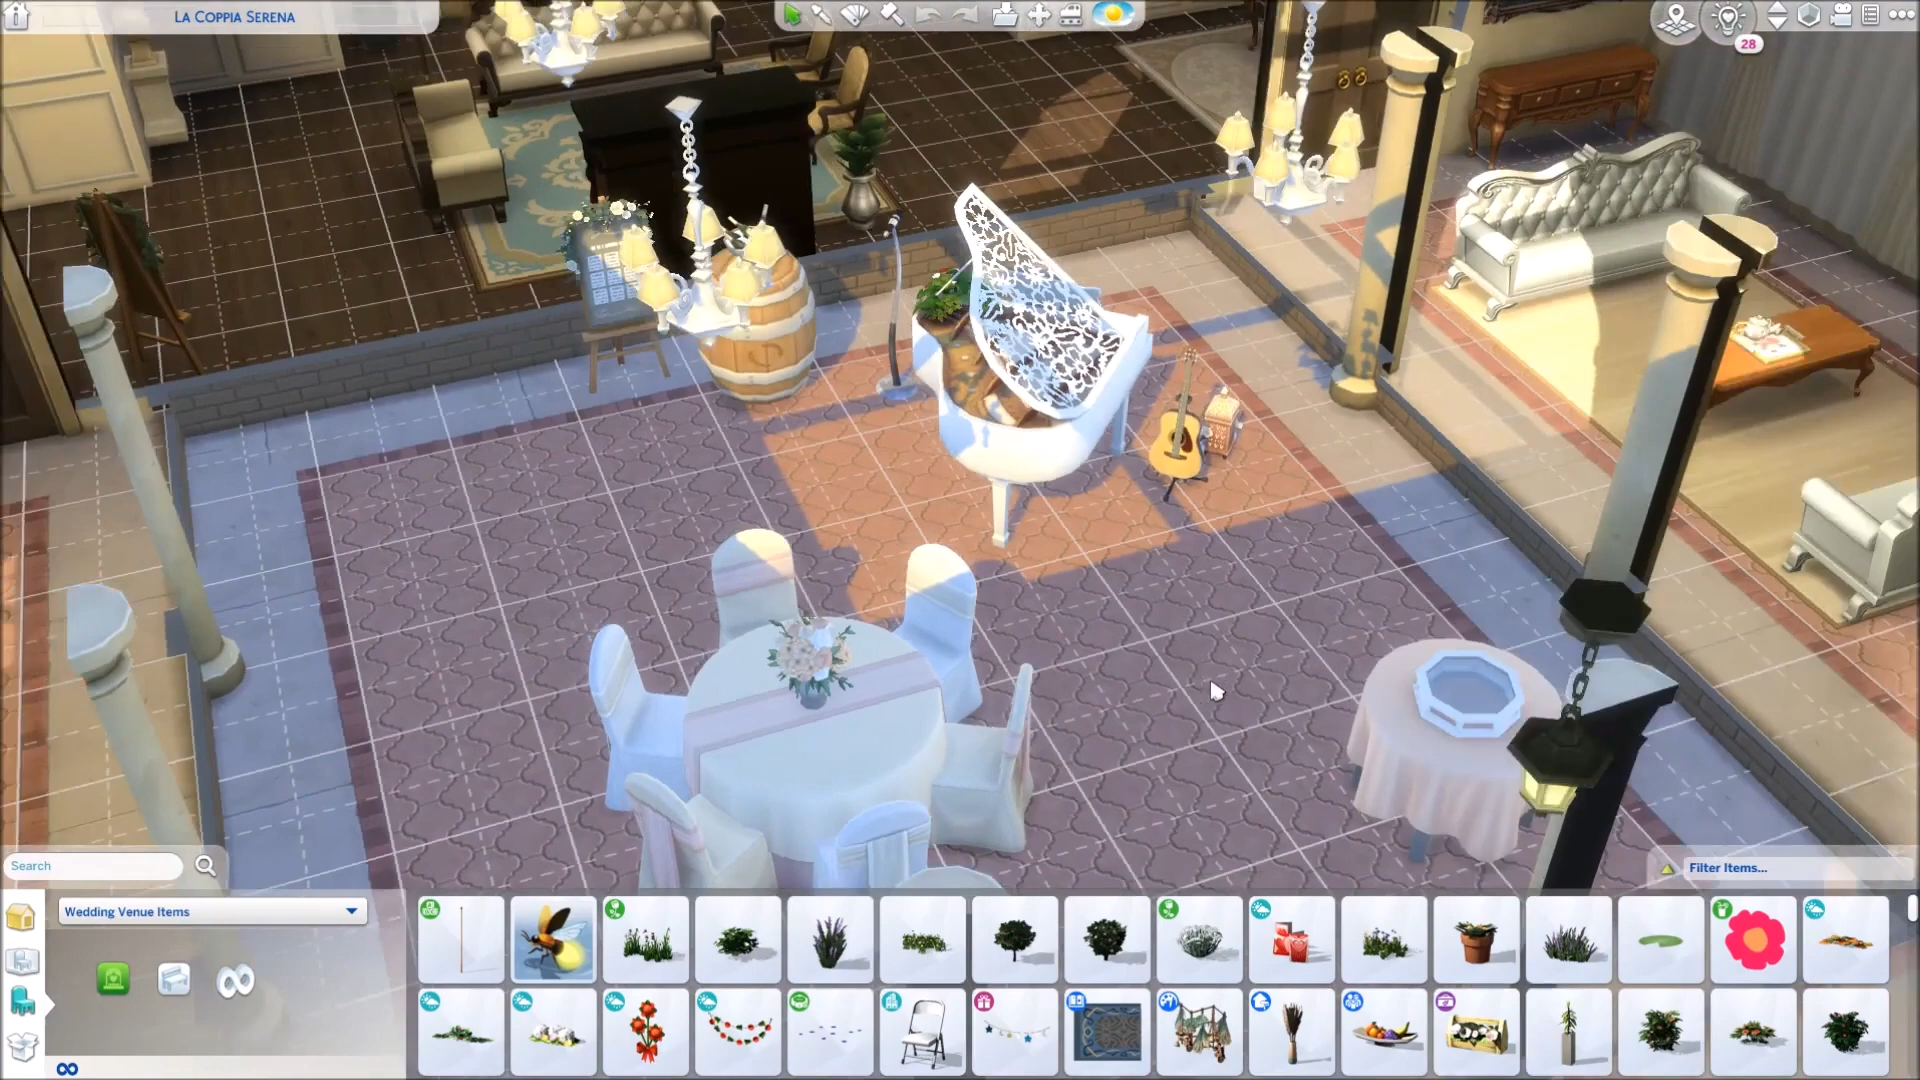 LA COPPIA SERENA
28
Search
Filter Items...
Wedding Venue Items